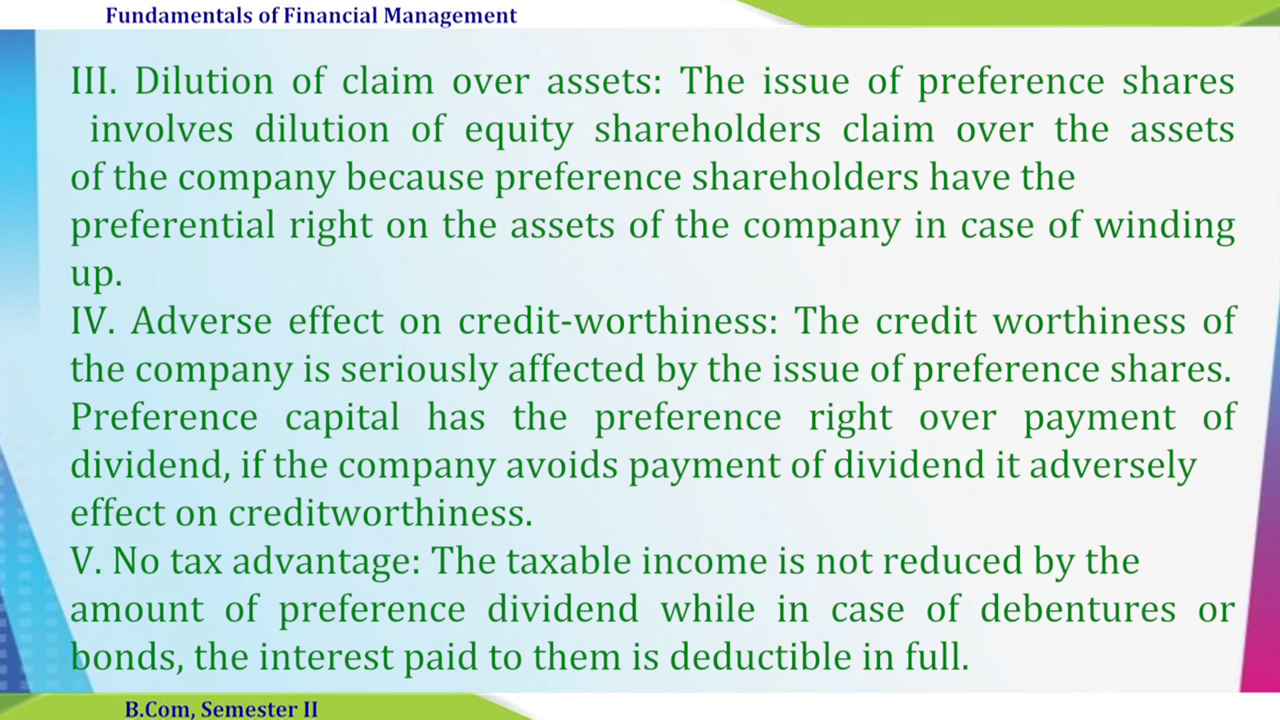 Fundamentals of Financial Management
III. Dilution of claim over assets: The issue of preference shares
involves dilution of equity shareholders claim over the assets
of the company because preference shareholders have the
preferential right on the assets of the company in case of winding
up.
IV. Adverse effect on credit-worthiness: The credit worthiness of
the company is seriously affected by the issue of preference shares.
Preference capital has the preference right over payment of
dividend, if the company avoids payment of dividend it adversely
effect on creditworthiness.
V. No tax advantage: The taxable income is not reduced by the
amount of preference dividend while in case of debentures or
bonds, the interest paid to them is deductible in full.
B.Com, Semester II